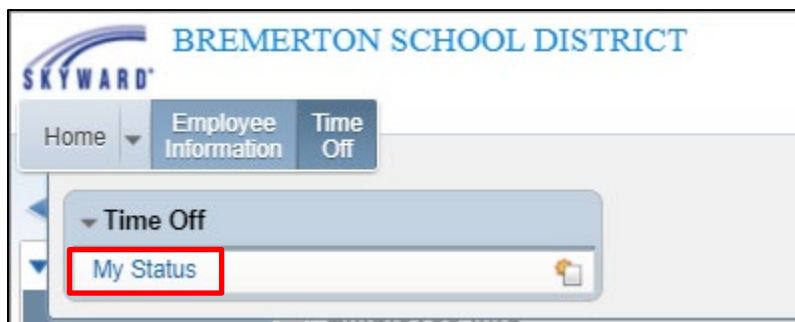 BREMERTON SCHOOL DISTRICT
SKYWARD
Home
Employee
Information
Time
Off
Time Off
My Status